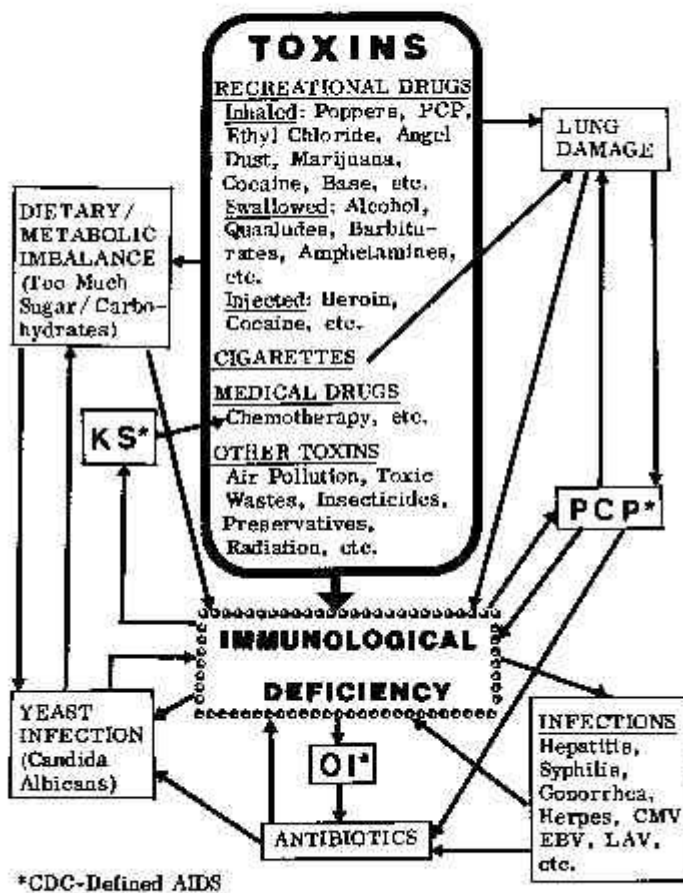 TOXINS
RECREATIONAL DRUGS
Inhaled: Poppers, PCP,
Ethyl Chloride, Angel
Dust, Marijuana,
Cocaine, Base, etc.
Swallowed: Alcohol,
Quaaludes, Barbitu-
rates, Amphetamines,
etc.
Injected: Heroin,
Cocaine, etc.
CIGARETTES
MEDICAL DRUGS
Chemotherapy, etc.
OTHER TOXINS
Air Pollution, Toxic
Wastes, Insecticides,
Preservatives,
Radiation, etc.
LUNG
DAMAGE
DIETARY/
METABOLIC
IMBALANCE
(Too Much
Sugar/Carbo-
hydrates)
KS*
PCP*
IMMUNOLOGICAL
DEFICIENCY
YEAST
INFECTION
(Candida
Albicans)
OI*
ANTIBIOTICS
INFECTIONS
Hepatitis,
Syphilis,
Gonorrhea,
Herpes, CMV
EBV, LAV,
etc.
*CDC-Defined AIDS